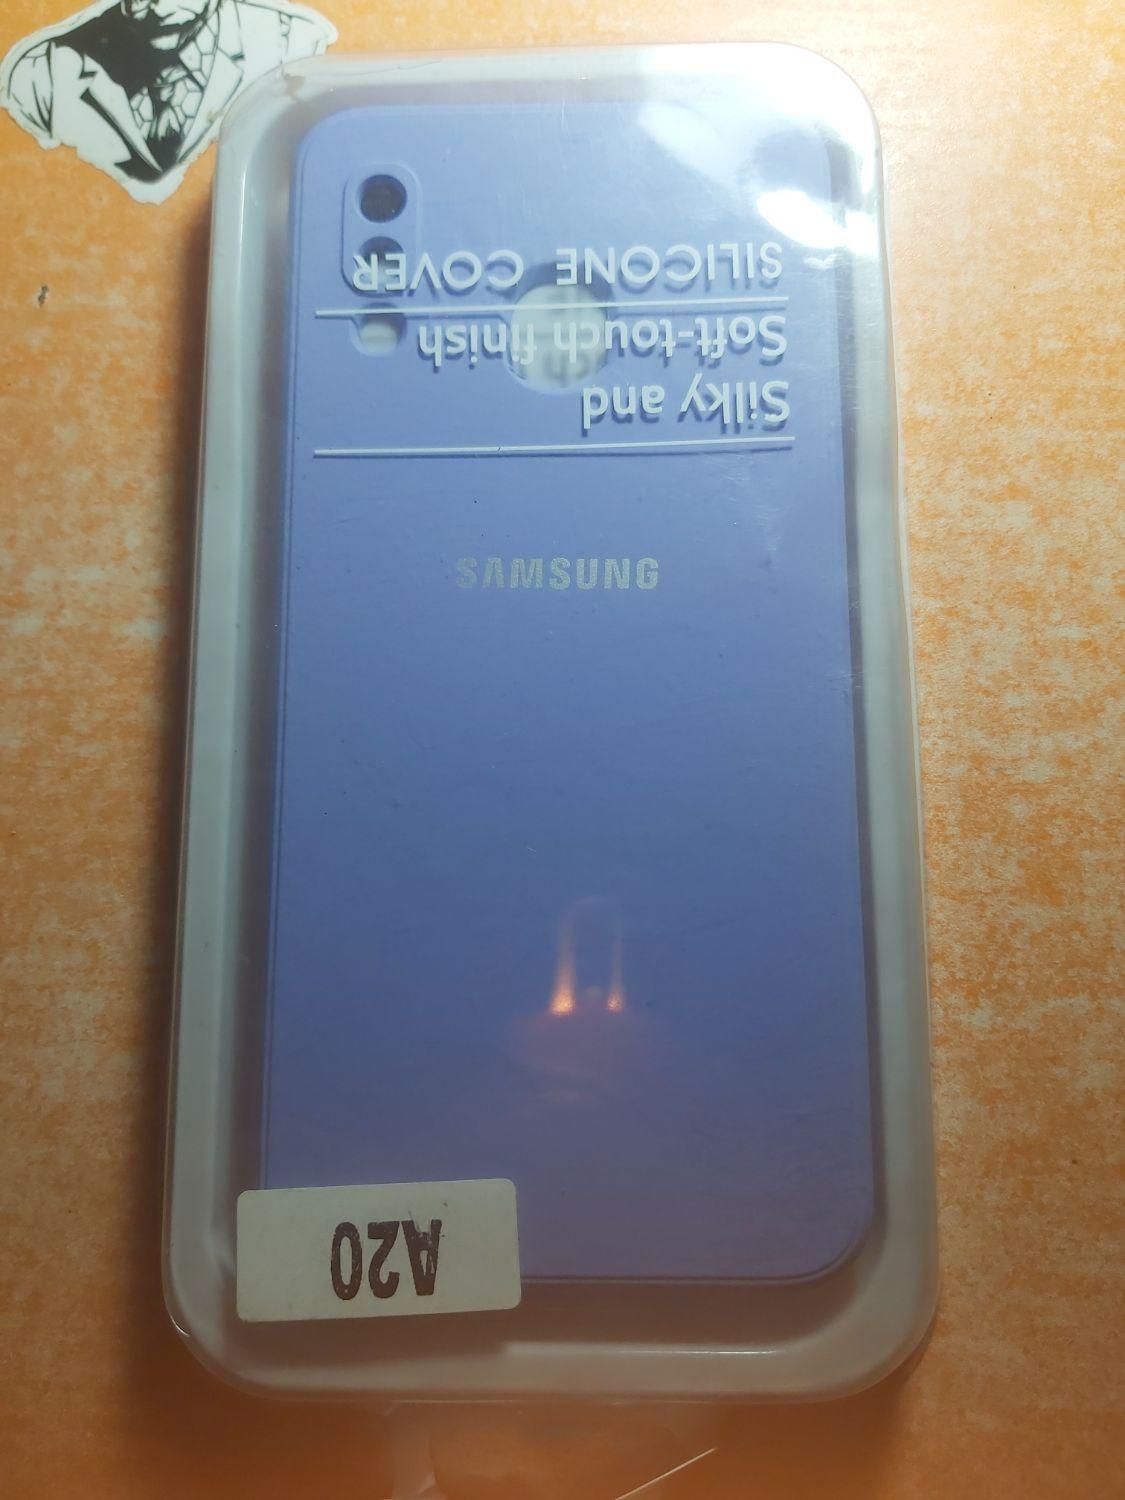 Silky and
Soft-touch finish
SILICONE COVER
SAMSUNG
A20